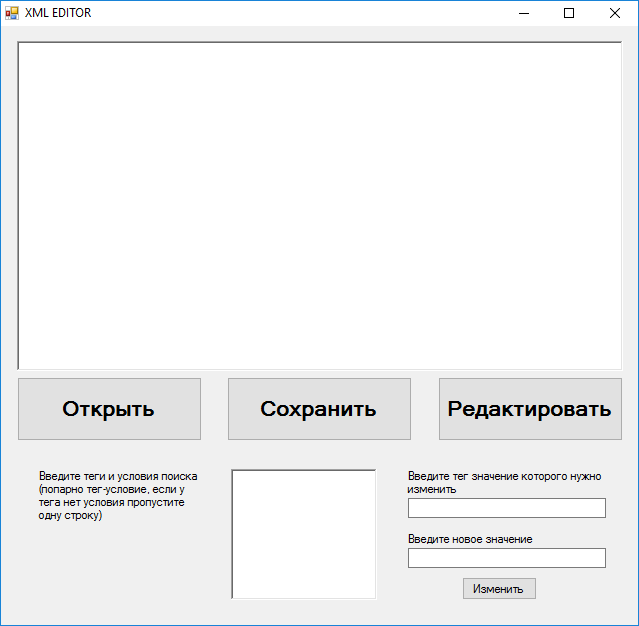 XML EDITOR
Открыть
Сохранить
Редактировать
Введите теги и условия поиска
(попарно тег-условие, если у
тега нет условия пропустите
одну строку)
Введите тег значение которого нужно
изменить
Введите новое значение
Изменить